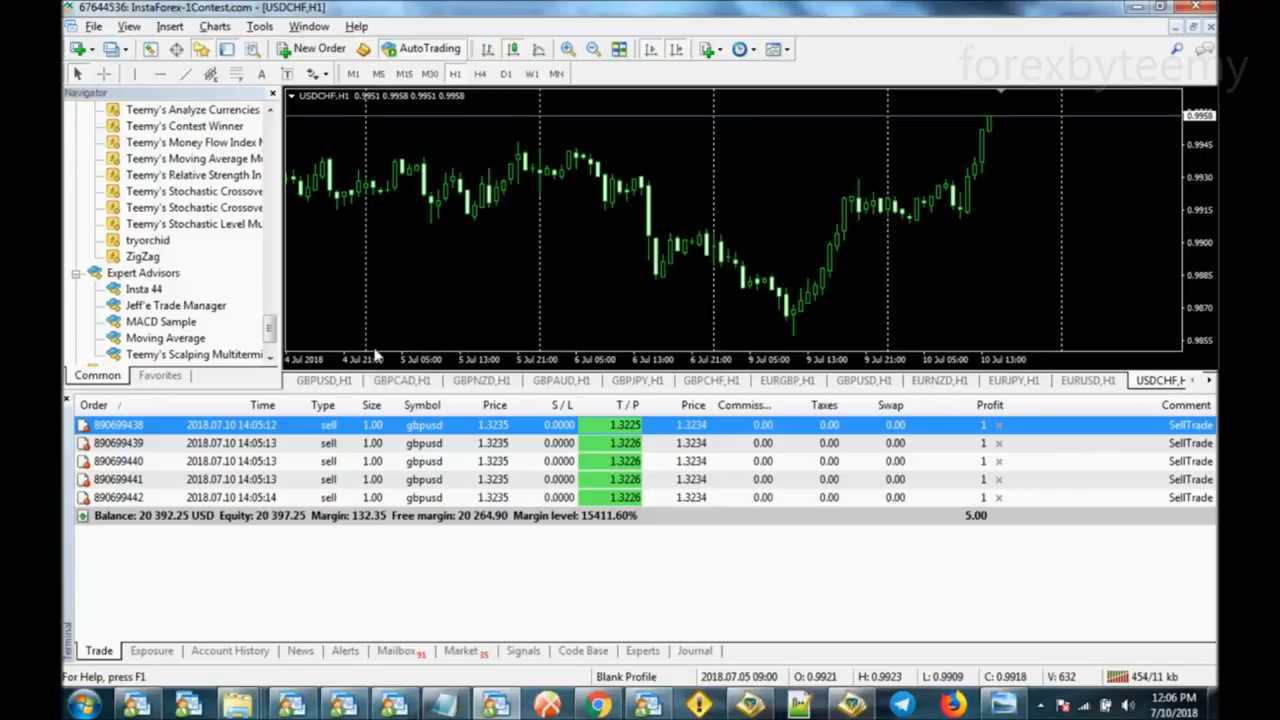 67644536: InstaForex-1Contest.com - [USDCHF,H1]
File View Insert Charts Tools Window Help
New Order AutoTrading
forexbyteemy
M1 M5 M15 M30 H1 H4 D1 W1 MN
Navigator
Teemy's Analyze Currencies
Teemy's Contest Winner
Teemy's Money Flow Index
Teemy's Moving Average
Teemy's Relative Strength
Teemy's Stochastic
Teemy's Stochastic
Teemy's Stochastic Level
tryorchid
ZigZag
Expert Advisors
Insta 44
Jeff'e Trade Manager
MACD Sample
Moving Average
Teemy's Scalping
Common Favorites
USDCHF,H1 0.9951 0.9958 0.9951 0.9958
0.9958
0.9945
0.9930
0.9915
0.9900
0.9885
0.9870
0.9855
4 Jul 2018 4 Jul 21:00 5 Jul 05:00 5 Jul 13:00 5 Jul 21:00 6 Jul 05:00 6 Jul 13:00 6 Jul 21:00 9 Jul 05:00 9 Jul 13:00 9 Jul 21:00 10 Jul 05:00 10 Jul 13:00
GBPUSD,H1 GBPCAD,H1 GBPNZD,H1 GBPAUD,H1 GBPJPY,H1 GBPCHF,H1 EURGBP,H1 GBPUSD,H1 EURNZD,H1 EURJPY,H1 EURUSD,H1 USDCHF,H
Order / Time Type Size Symbol Price S / L T / P Price Commiss... Taxes Swap Profit Comment
890699438 2018.07.10 14:05:12 sell 1.00 gbpusd 1.3235 0.0000 1.3225 1.3234 0.00 0.00 0.00 1 SellTrade
890699439 2018.07.10 14:05:13 sell 1.00 gbpusd 1.3235 0.0000 1.3226 1.3234 0.00 0.00 0.00 1 SellTrade
890699440 2018.07.10 14:05:13 sell 1.00 gbpusd 1.3235 0.0000 1.3226 1.3234 0.00 0.00 0.00 1 SellTrade
890699441 2018.07.10 14:05:13 sell 1.00 gbpusd 1.3235 0.0000 1.3226 1.3234 0.00 0.00 0.00 1 SellTrade
890699442 2018.07.10 14:05:14 sell 1.00 gbpusd 1.3235 0.0000 1.3226 1.3234 0.00 0.00 0.00 1 SellTrade
Balance: 20 392.25 USD Equity: 20 397.25 Margin: 132.35 Free margin: 20 264.90 Margin level: 15411.60% 5.00
Terminal
Trade Exposure Account History News Alerts Mailbox 91 Market 35 Signals Code Base Experts Journal
For Help, press F1 Blank Profile 2018.07.05 09:00 O: 0.9921 H: 0.9923 L: 0.9909 C: 0.9918 V: 632 454/11 kb
12:06 PM
7/10/2018